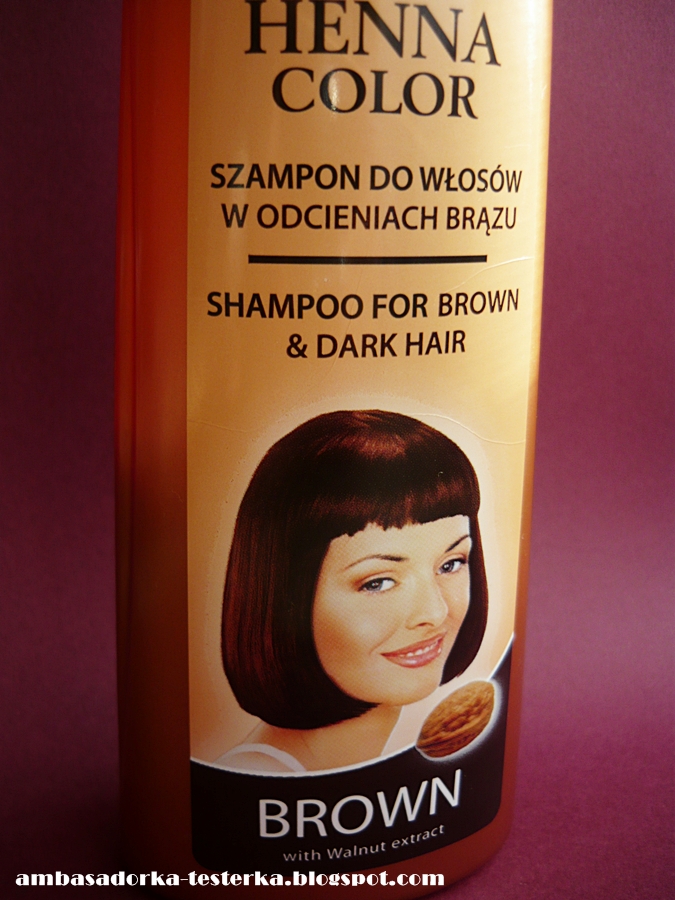 HENNA
COLOR
SZAMPON DO WŁOSÓW
W ODCIENIACH BRĄZU
SHAMPOO FOR BROWN
& DARK HAIR
BROWN
with Walnut extract
ambasadorka-testerka.blogspot.com